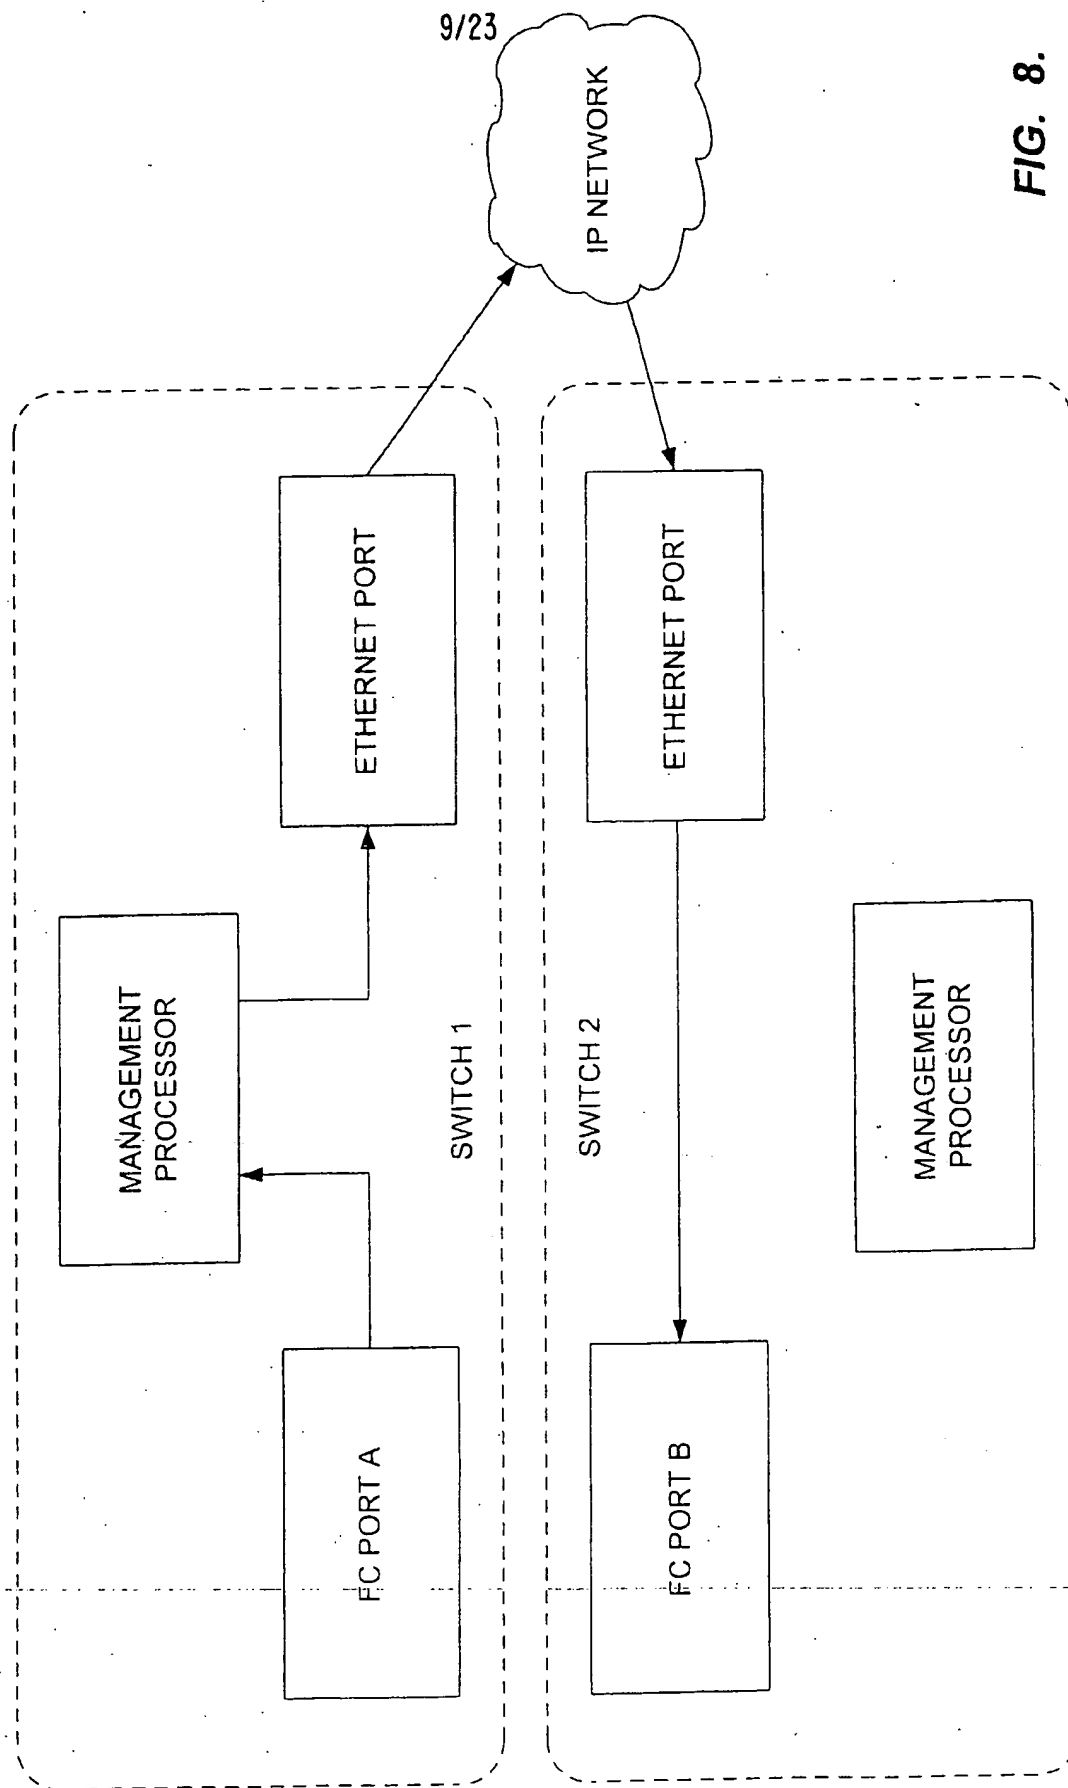 9/23
MANAGEMENT
PROCESSOR
FC PORT A
ETHERNET PORT
SWITCH 1
IP NETWORK
SWITCH 2
FC PORT B
ETHERNET PORT
MANAGEMENT
PROCESSOR
FIG. 8.